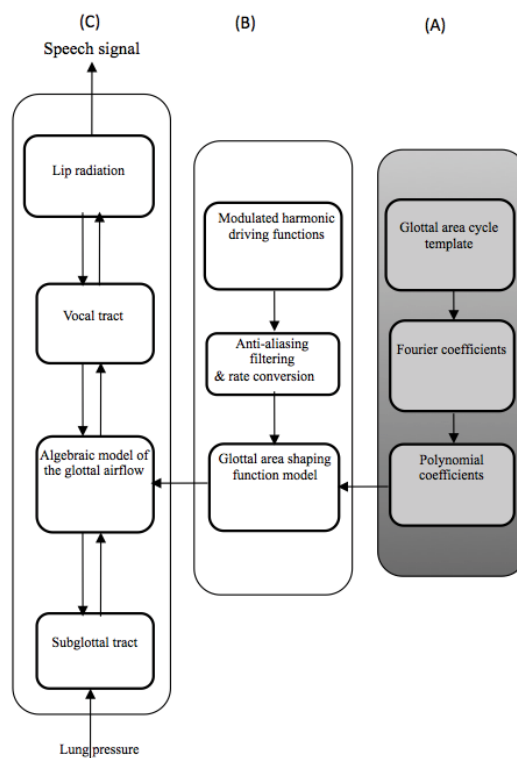 (C)
(B)
(A)
Speech signal
Lip radiation
Vocal tract
Algebraic model of
the glottal airflow
Subglottal tract
Lung pressure
Modulated harmonic
driving functions
Anti-aliasing
filtering
& rate conversion
Glottal area shaping
function model
Glottal area cycle
template
Fourier coefficients
Polynomial
coefficients